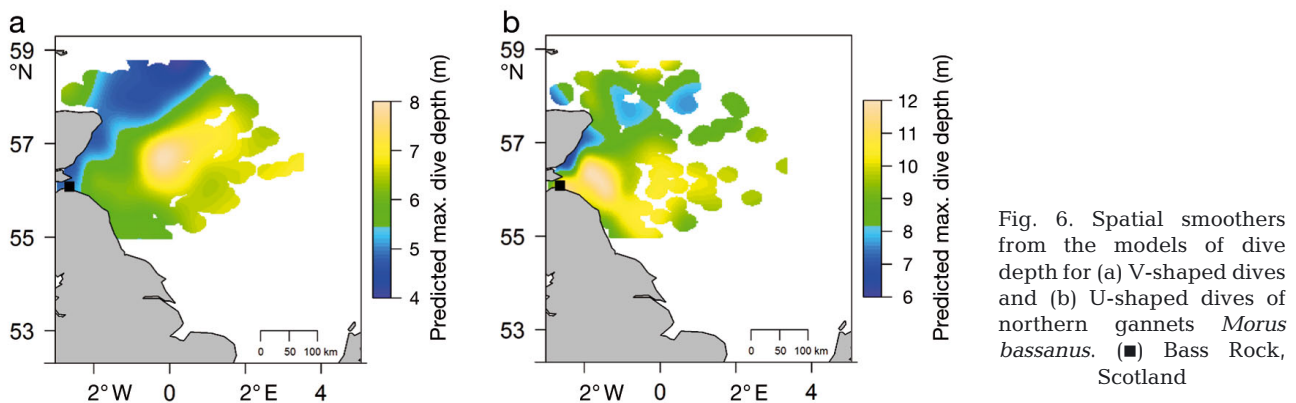 a
59
°N
57
55
53
2° W 0 2° E 4
0 50 100 km
8
7
6
5
4
Predicted max. dive depth (m)
b
59
°N
57
55
53
2° W 0 2° E 4
0 50 100 km
12
11
10
9
8
7
6
Predicted max. dive depth (m)
Fig. 6. Spatial smoothers
from the models of dive
depth for (a) V-shaped dives
and (b) U-shaped dives of
northern gannets Morus
bassanus. (■) Bass Rock,
Scotland